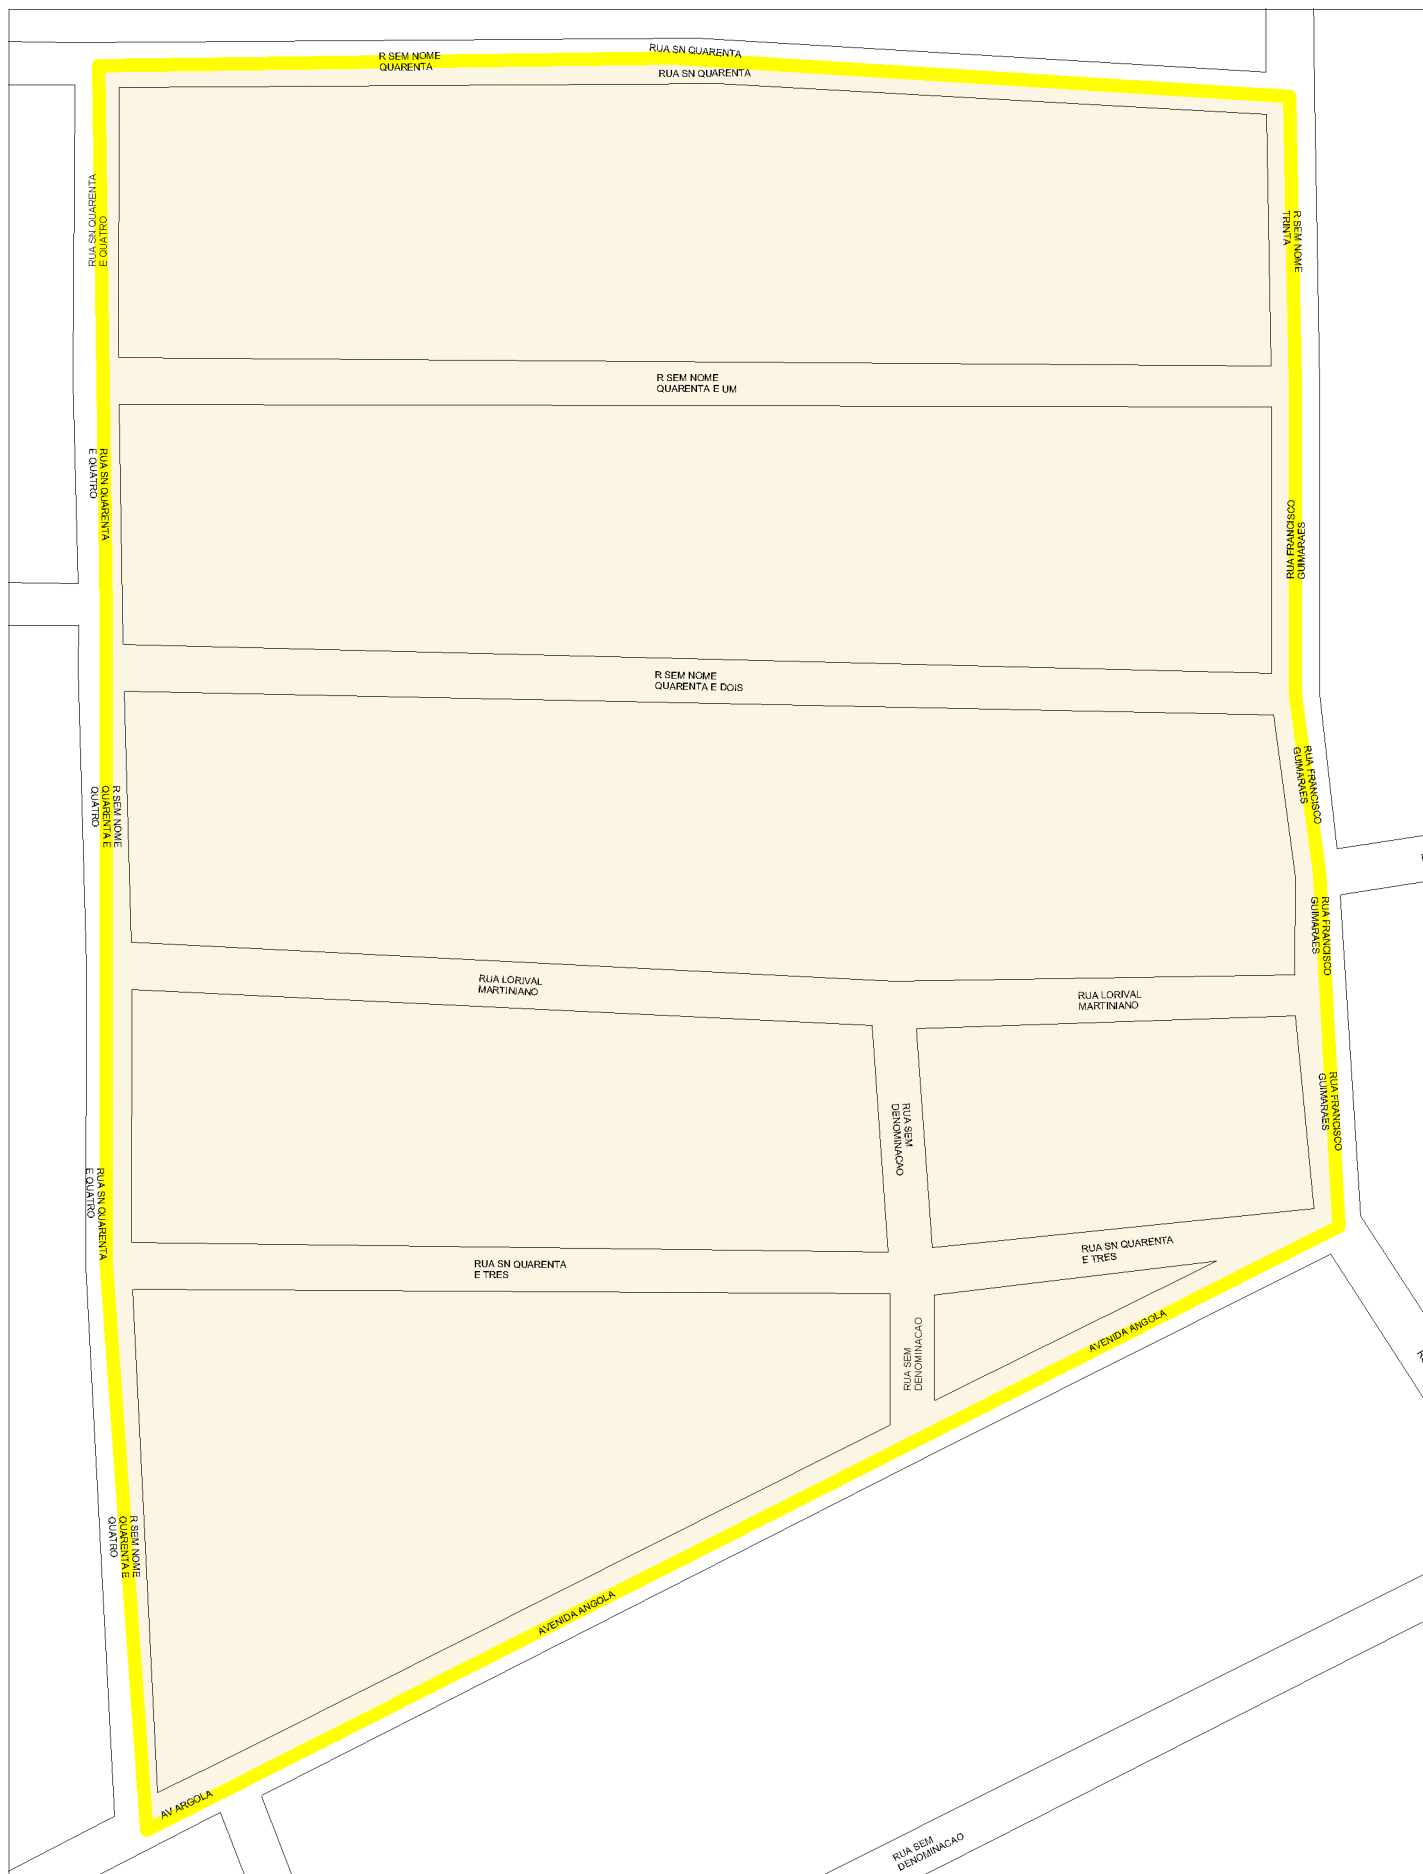 RUA SN QUARENTA
R SEM NOME
QUARENTA
RUA SN QUARENTA
RUA SN QUARENTA
E QUATRO
R SEM NOME
TRINTA
R SEM NOME
QUARENTA E UM
RUA SN QUARENTA
E QUATRO
RUA FRANCISCO
GUIMARAES
R SEM NOME
QUARENTA E DOIS
RUA FRANCISCO
GUIMARAES
R SEM NOME
QUARENTA E
QUATRO
RUA FRANCISCO
GUIMARAES
RUA LORIVAL
MARTINIANO
RUA LORIVAL
MARTINIANO
RUA FRANCISCO
GUIMARAES
RUA SEM
DENOMINACAO
RUA SN QUARENTA
E QUATRO
RUA SN QUARENTA
E TRES
RUA SN QUARENTA
E TRES
AVENIDA ANGOLA
RUA SEM
DENOMINACAO
R SEM NOME
QUARENTA E
QUATRO
AVENIDA ANGOLA
AV ARGOLA
RUA SEM
DENOMINACAO